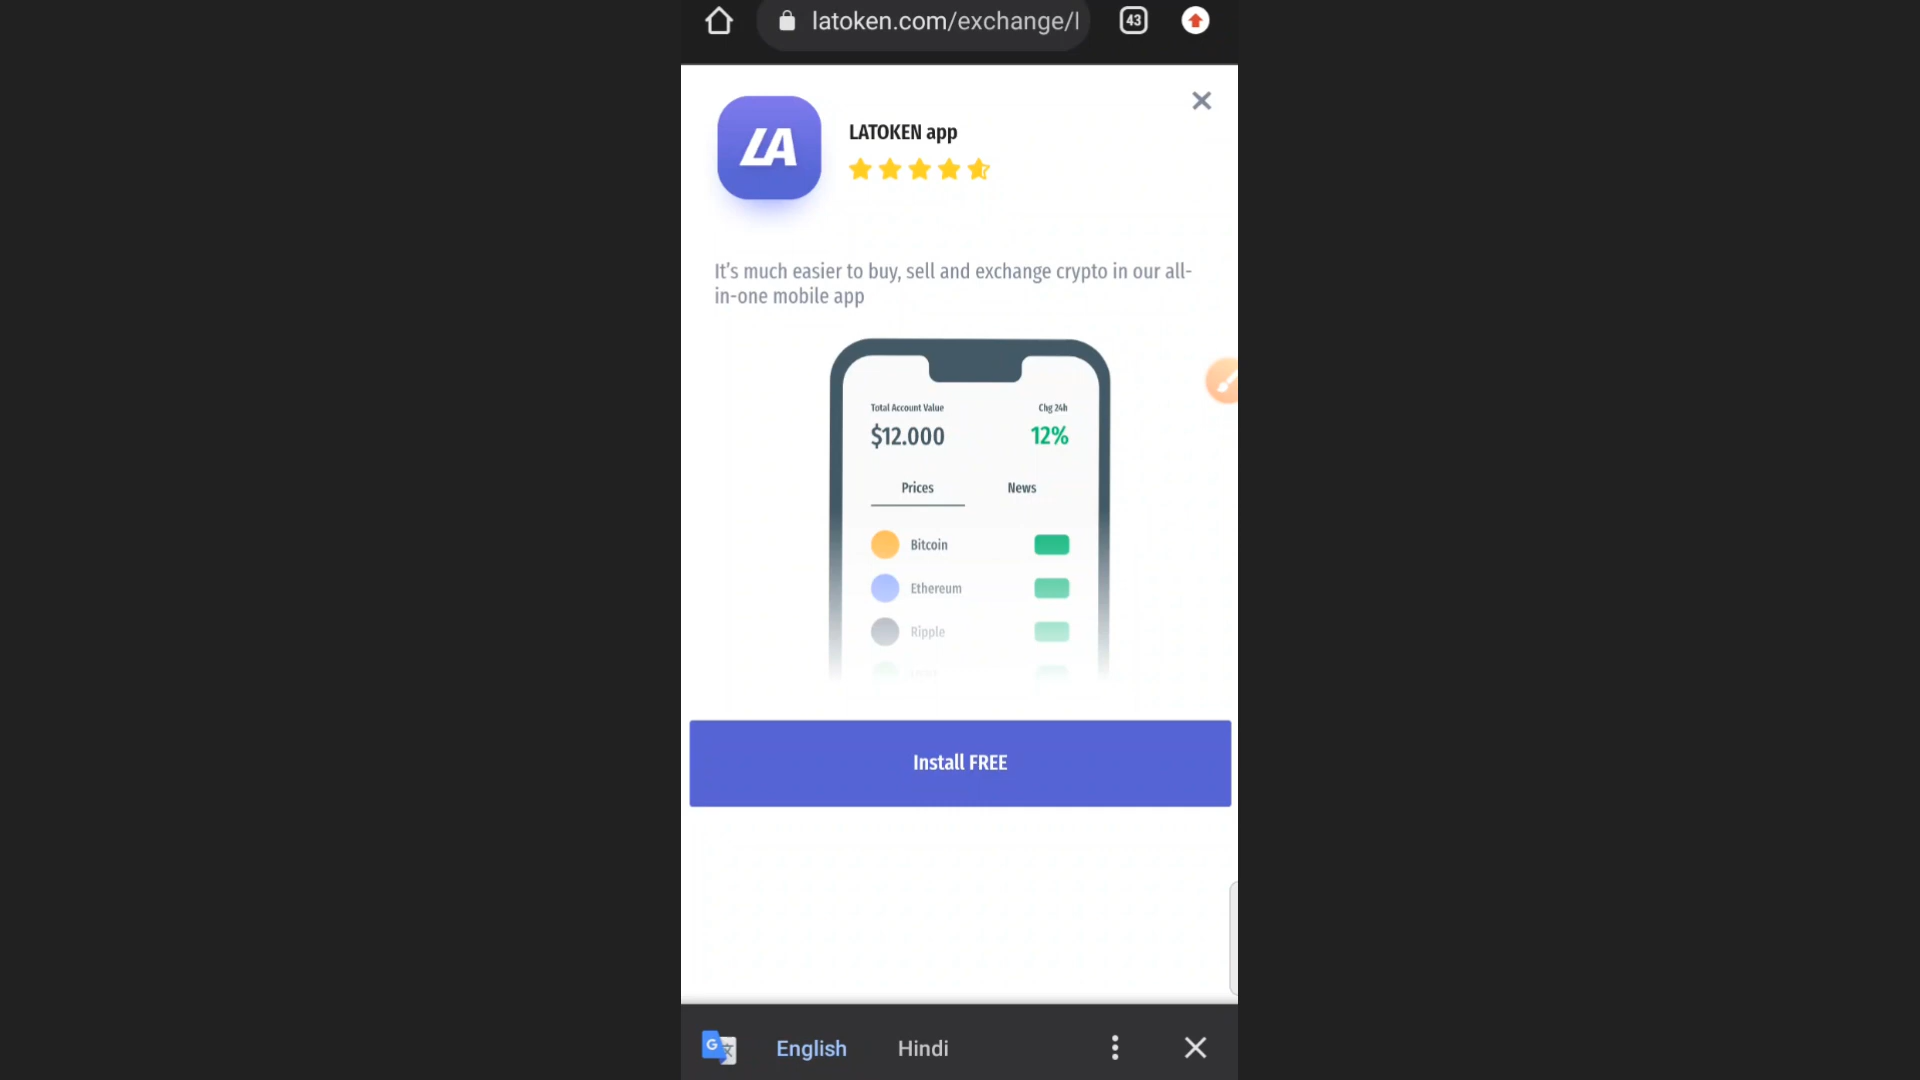 latoken.com/exchange/l
43
LA
LATOKEN app
It's much easier to buy, sell and exchange crypto in our all-
in-one mobile app
Total Account Value
Chg 24h
$12.000
12%
Prices
News
Bitcoin
Ethereum
Ripple
Install FREE
G
English
Hindi